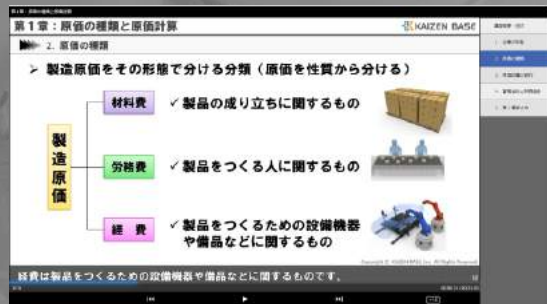 第1章：原価の種類と原価計算
KAIZEN BASE
2. 原価の種類
➢ 製造原価をその形態で分ける分類（原価を性質から分ける）
製造原価
材料費
✓製品の成り立ちに関するもの
労務費
✓製品をつくる人に関するもの
経 費
✓製品をつくるための設備機器
や備品などに関するもの
経費は製品をつくるための設備機器や備品などに関するものです。